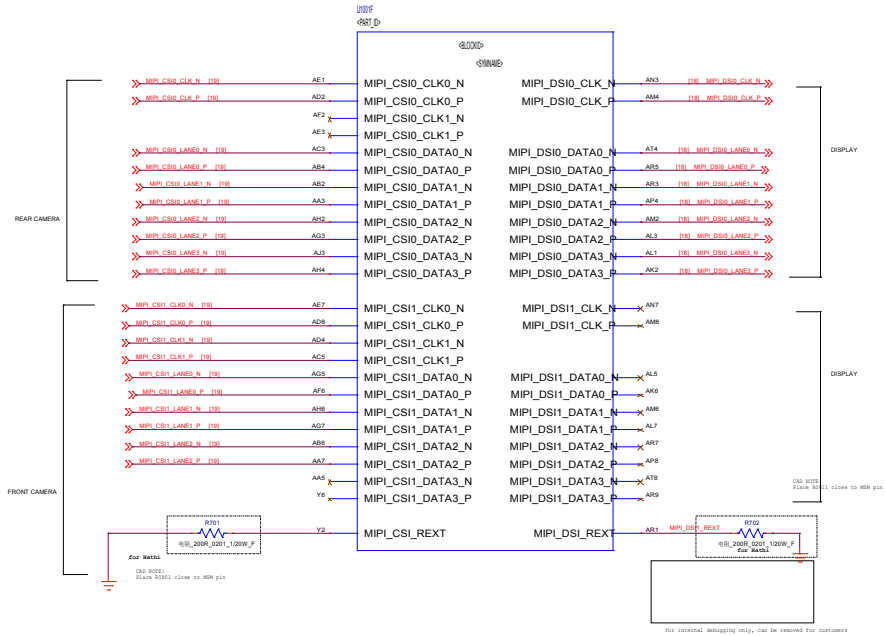 U1001F
<PART_ID>
<BLOCKID>
<SYMNAME>
MIPI_CSI0_CLK_N [19] AE1 MIPI_CSI0_CLK0_N MIPI_DSI0_CLK_N AN3 [18] MIPI_DSI0_CLK_N
MIPI_CSI0_CLK_P [19] AD2 MIPI_CSI0_CLK0_P MIPI_DSI0_CLK_P AM4 [18] MIPI_DSI0_CLK_P
AF2 MIPI_CSI0_CLK1_N
AE3 MIPI_CSI0_CLK1_P
MIPI_CSI0_LANE0_N [19] AC3 MIPI_CSI0_DATA0_N MIPI_DSI0_DATA0_N AT4 [18] MIPI_DSI0_LANE0_N
DISPLAY
MIPI_CSI0_LANE0_P [19] AB4 MIPI_CSI0_DATA0_P MIPI_DSI0_DATA0_P AR5 [18] MIPI_DSI0_LANE0_P
MIPI_CSI0_LANE1_N [19] AB2 MIPI_CSI0_DATA1_N MIPI_DSI0_DATA1_N AR3 [18] MIPI_DSI0_LANE1_N
MIPI_CSI0_LANE1_P [19] AA3 MIPI_CSI0_DATA1_P MIPI_DSI0_DATA1_P AP4 [18] MIPI_DSI0_LANE1_P
REAR CAMERA
MIPI_CSI0_LANE2_N [19] AH2 MIPI_CSI0_DATA2_N MIPI_DSI0_DATA2_N AM2 [18] MIPI_DSI0_LANE2_N
MIPI_CSI0_LANE2_P [19] AG3 MIPI_CSI0_DATA2_P MIPI_DSI0_DATA2_P AL3 [18] MIPI_DSI0_LANE2_P
MIPI_CSI0_LANE3_N [19] AJ3 MIPI_CSI0_DATA3_N MIPI_DSI0_DATA3_N AL1 [18] MIPI_DSI0_LANE3_N
MIPI_CSI0_LANE3_P [19] AH4 MIPI_CSI0_DATA3_P MIPI_DSI0_DATA3_P AK2 [18] MIPI_DSI0_LANE3_P
MIPI_CSI1_CLK0_N [19] AE7 MIPI_CSI1_CLK0_N MIPI_DSI1_CLK_N AN7
MIPI_CSI1_CLK0_P [19] AD8 MIPI_CSI1_CLK0_P MIPI_DSI1_CLK_P AM8
MIPI_CSI1_CLK1_N [19] AD4 MIPI_CSI1_CLK1_N
MIPI_CSI1_CLK1_P [19] AC5 MIPI_CSI1_CLK1_P
DISPLAY
MIPI_CSI1_LANE0_N [19] AG5 MIPI_CSI1_DATA0_N MIPI_DSI1_DATA0_N AL5
MIPI_CSI1_LANE0_P [19] AF6 MIPI_CSI1_DATA0_P MIPI_DSI1_DATA0_P AK6
MIPI_CSI1_LANE1_N [19] AH6 MIPI_CSI1_DATA1_N MIPI_DSI1_DATA1_N AM6
MIPI_CSI1_LANE1_P [19] AG7 MIPI_CSI1_DATA1_P MIPI_DSI1_DATA1_P AL7
MIPI_CSI1_LANE2_N [19] AB6 MIPI_CSI1_DATA2_N MIPI_DSI1_DATA2_N AR7
MIPI_CSI1_LANE2_P [19] AA7 MIPI_CSI1_DATA2_P MIPI_DSI1_DATA2_P AP8
AA5 MIPI_CSI1_DATA3_N MIPI_DSI1_DATA3_N AT8
FRONT CAMERA
Y6 MIPI_CSI1_DATA3_P MIPI_DSI1_DATA3_P AR9
CAD NOTE:
Place R0811 close to MSM pin
R701 Y2 MIPI_CSI_REXT MIPI_DSI_REXT AR1 MIPI_DSI1_REXT R702
电阻_200R_0201_1/20W_F
电阻_200R_0201_1/20W_F
for Hathi
for Hathi
CAD NOTE:
Place R0801 close to MSM pin
for internal debugging only, can be removed for customers